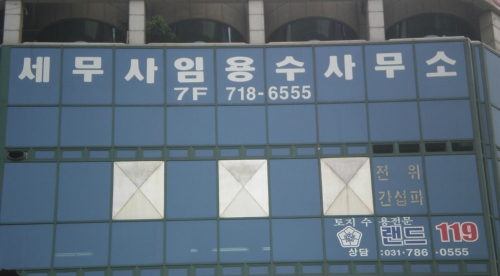 세무사임용수사무소
7F 718-6555
전 위
간섭파
토지수용전문
랜드 119
상담 :031-786-0555